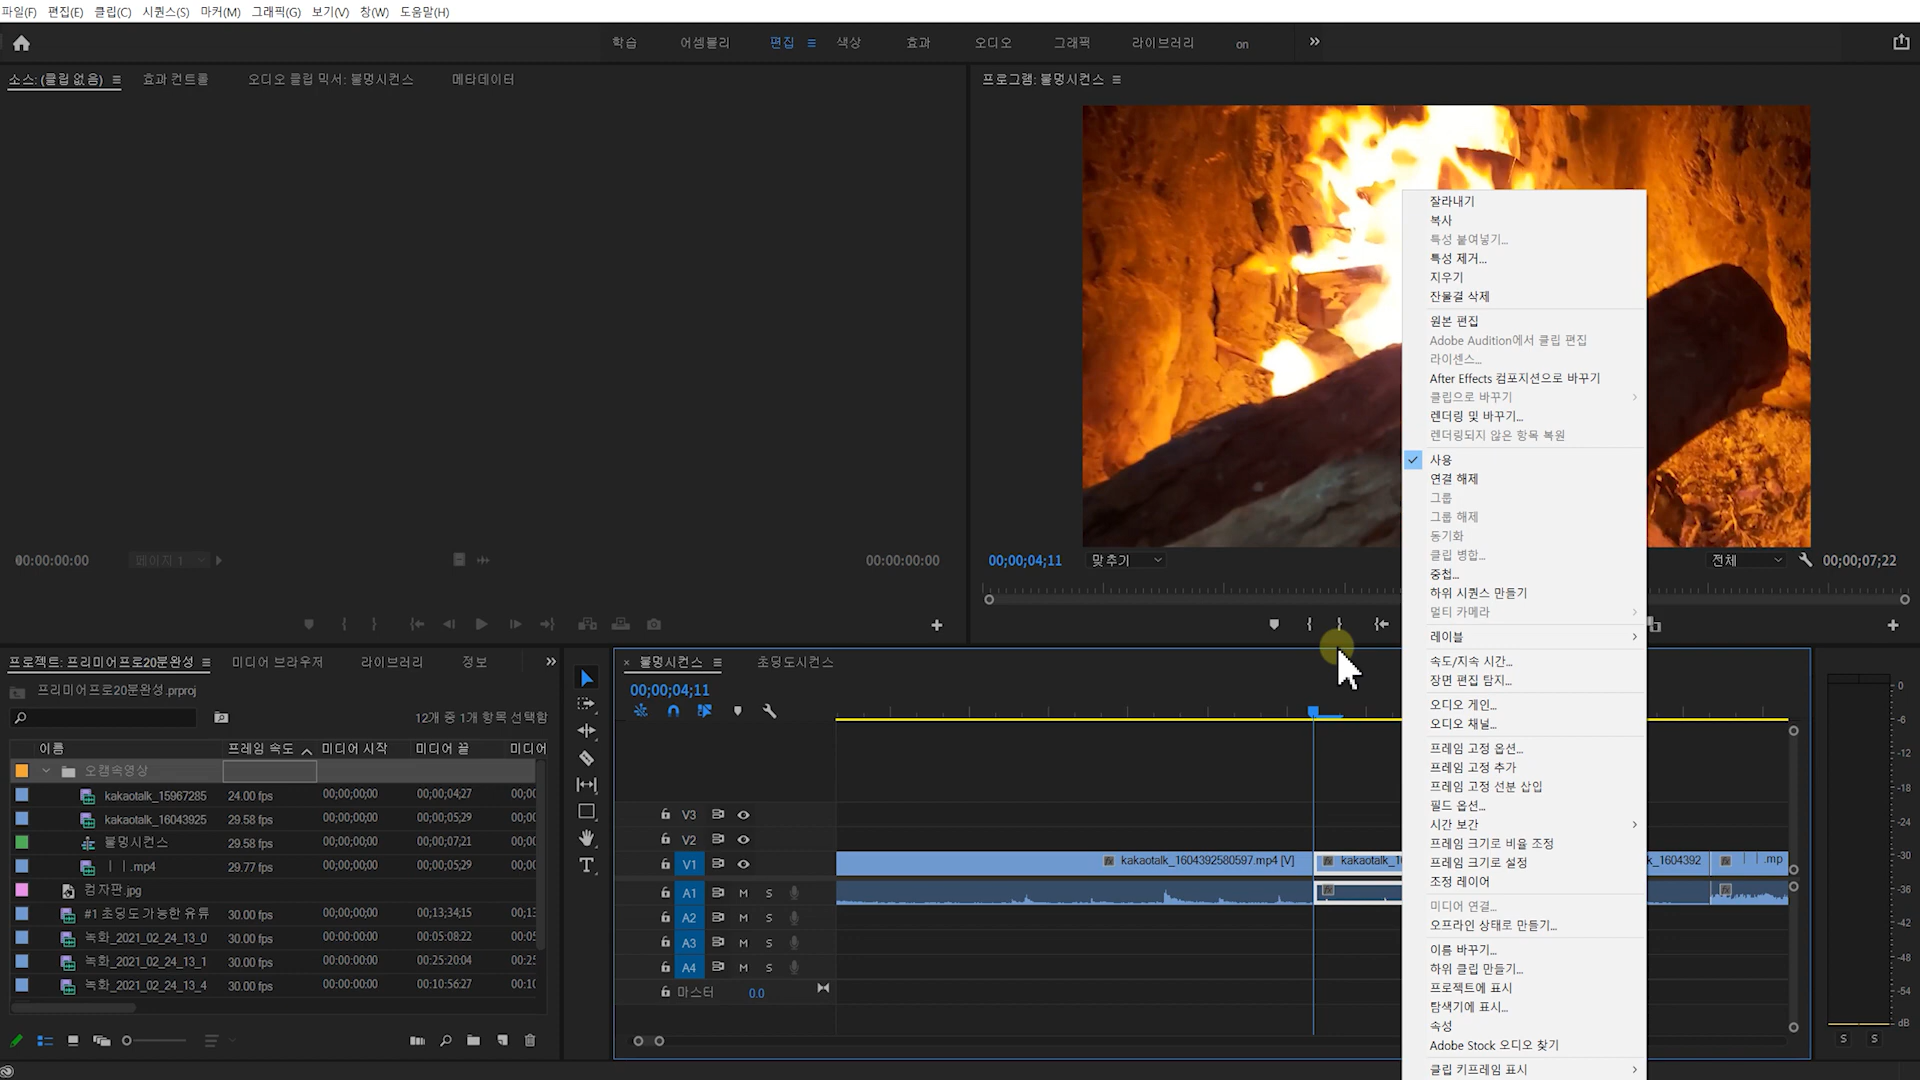 파일(F) 편집(E) 클립(C) 시퀀스(S) 마커(M) 그래픽(G) 보기(V) 창(W) 도움말(H)
학습 어셈블리 편집 색상 효과 오디오 그래픽 라이브러리 on
소스: (클립 없음) 효과 컨트롤 오디오 클립 믹서: 불멍시컨스 메타데이터
프로그램: 불멍시컨스
00:00:00:00 페이지 1 00:00:00:00
00;00;04;11 맞추기 전체 00;00;07;22
프로젝트: 프리미어프로20분완성 미디어 브라우저 라이브러리 정보
프리미어프로20분완성.prproj
12개 중 1개 항목 선택함
이름 프레임 속도 미디어 시작 미디어 끝 미디어
오캠속영상
kakaotalk_15967285 24.00 fps 00;00;00;00 00;00;04;27 00;00
kakaotalk_16043925 29.58 fps 00;00;00;00 00;00;05;29 00;00
불멍시컨스 29.58 fps 00;00;00;00 00;00;07;21 00;00
ㅣㅣ.mp4 29.77 fps 00;00;00;00 00;00;05;29 00;00
컴자판.jpg
#1 초딩도 가능한 유튜 30.00 fps 00;00;00;00 00;13;34;15 00;13
녹화_2021_02_24_13_0 30.00 fps 00:00:00:00 00:05:08:22 00:05
녹화_2021_02_24_13_1 30.00 fps 00:00:00:00 00:25:20:04 00:25
녹화_2021_02_24_13_4 30.00 fps 00:00:00:00 00:10:56:27 00:10
불멍시컨스 초딩도시컨스
00;00;04;11
V3
V2
V1 fx kakaotalk_1604392580597.mp4 [V] fx kakaotalk_1 k_1604392 fx ㅣㅣ.mp
A1 M S fx fx
A2 M S
A3 M S
A4 M S
마스터 0.0
잘라내기
복사
특성 붙여넣기...
특성 제거...
지우기
잔물결 삭제
원본 편집
Adobe Audition에서 클립 편집
라이센스...
After Effects 컴포지션으로 바꾸기
클립으로 바꾸기
렌더링 및 바꾸기...
렌더링되지 않은 항목 복원
사용
연결 해제
그룹
그룹 해제
동기화
클립 병합...
중첩...
하위 시퀀스 만들기
멀티 카메라
레이블
속도/지속 시간...
장면 편집 탐지...
오디오 게인...
오디오 채널...
프레임 고정 옵션...
프레임 고정 추가
프레임 고정 선분 삽입
필드 옵션...
시간 보간
프레임 크기로 비율 조정
프레임 크기로 설정
조정 레이어
미디어 연결...
오프라인 상태로 만들기...
이름 바꾸기...
하위 클립 만들기...
프로젝트에 표시
탐색기에 표시...
속성
Adobe Stock 오디오 찾기
클립 키프레임 표시
0
-6
-12
-18
-24
-30
-36
-42
-48
-54
dB
S S